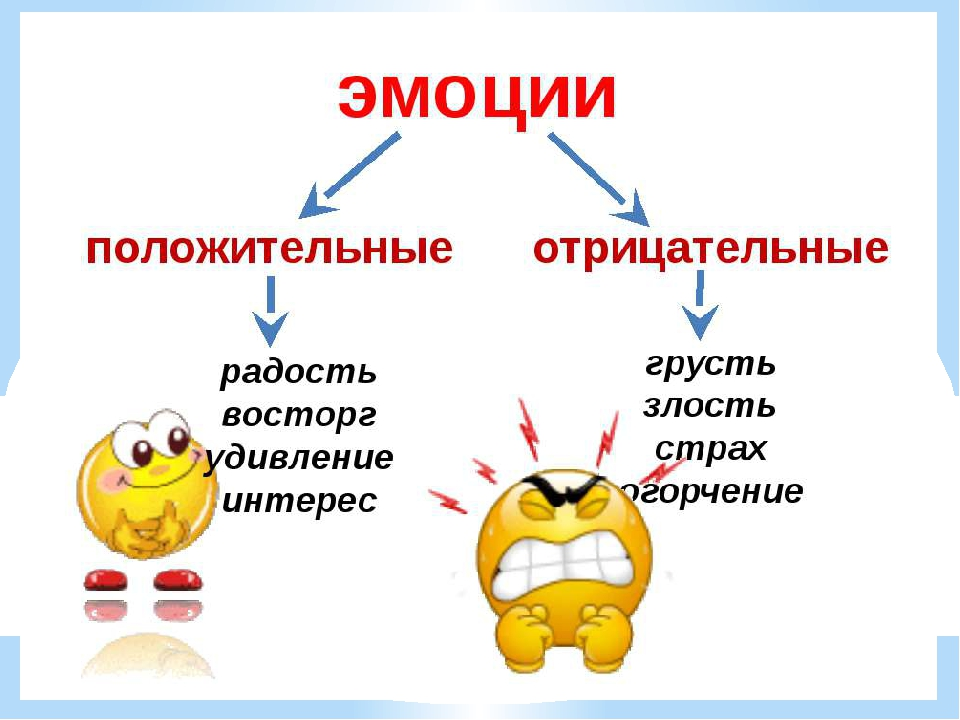 эмоции
положительные
отрицательные
радость
восторг
удивление
интерес
грусть
злость
страх
огорчение